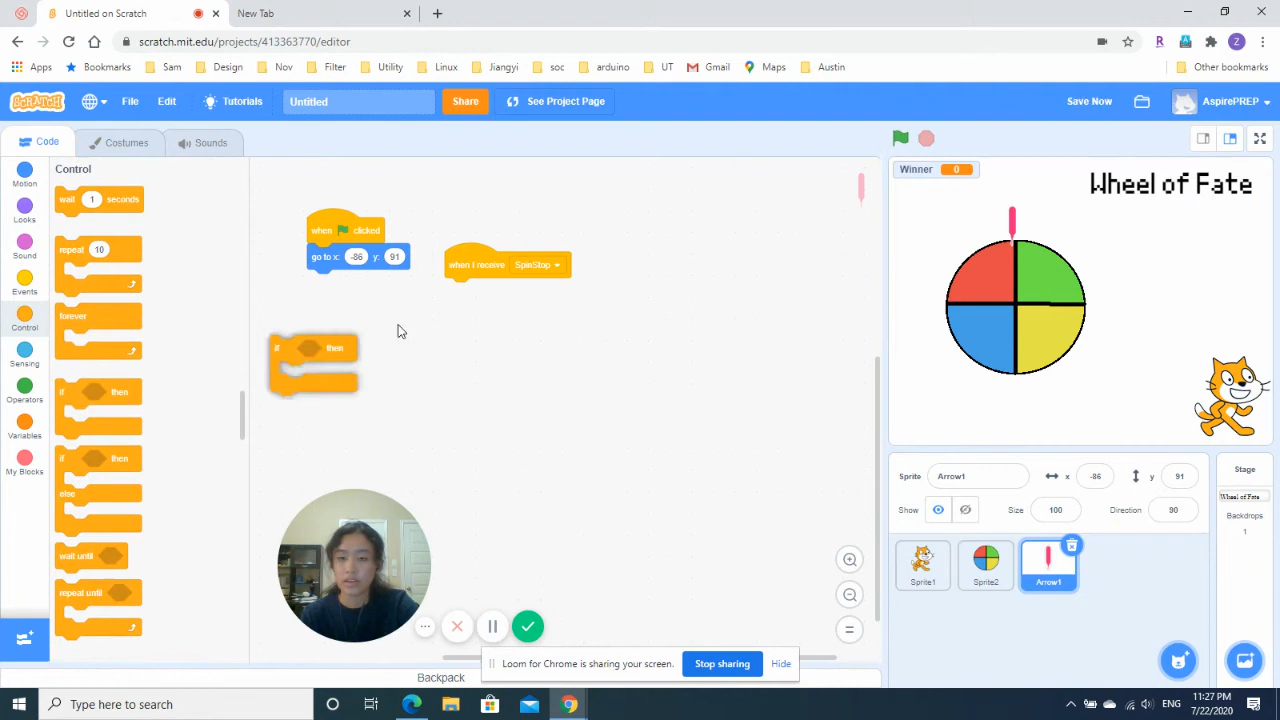 Untitled on Scratch
New Tab
scratch.mit.edu/projects/413363770/editor
Apps Bookmarks Sam Design Nov Filter Utility Linux Jiangyi soc arduino UT Gmail Maps Austin Other bookmarks
R
Z
SCRATCH File Edit Tutorials Untitled Share See Project Page Save Now AspirePREP
Code Costumes Sounds
Motion
Looks
Sound
Events
Control
Sensing
Operators
Variables
My Blocks
Control
wait 1 seconds
repeat 10
forever
if then
if then
else
wait until
repeat until
when clicked
go to x: -86 y: 91
when I receive SpinStop
if then
Winner 0
Wheel of Fate
Sprite Arrow1 x -86 y 91
Show Size 100 Direction 90
Sprite1 Sprite2 Arrow1
Stage
Wheel of Fate
Backdrops
1
Loom for Chrome is sharing your screen. Stop sharing Hide
Backpack
Type here to search
ENG
11:27 PM
7/22/2020